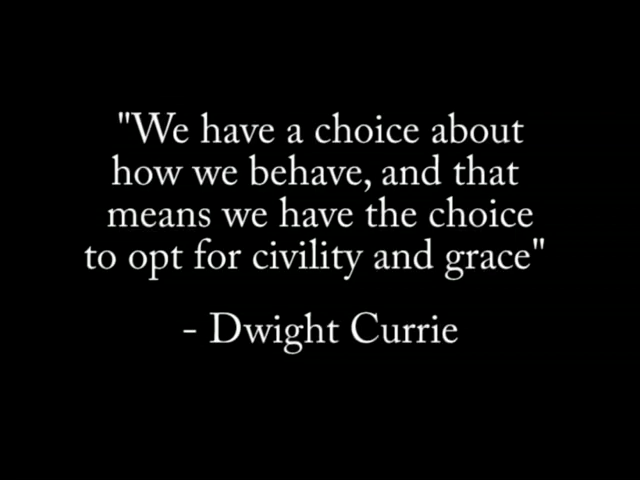 "We have a choice about
how we behave, and that
means we have the choice
to opt for civility and grace"
- Dwight Currie